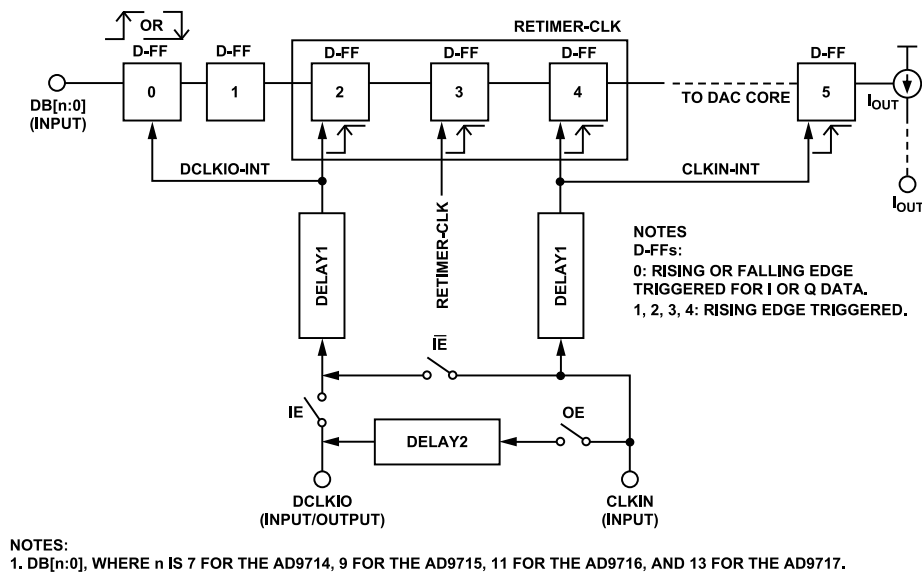 OR
RETIMER-CLK
D-FF D-FF D-FF D-FF D-FF D-FF
0 1 2 3 4 5
DB[n:0]
(INPUT)
TO DAC CORE
IOUT
DCLKIO-INT
CLKIN-INT
IOUT
DELAY1
RETIMER-CLK
DELAY1
NOTES
D-FFs:
0: RISING OR FALLING EDGE
TRIGGERED FOR I OR Q DATA.
1, 2, 3, 4: RISING EDGE TRIGGERED.
IE
IE
OE
DELAY2
DCLKIO
(INPUT/OUTPUT)
CLKIN
(INPUT)
NOTES:
1. DB[n:0], WHERE n IS 7 FOR THE AD9714, 9 FOR THE AD9715, 11 FOR THE AD9716, AND 13 FOR THE AD9717.